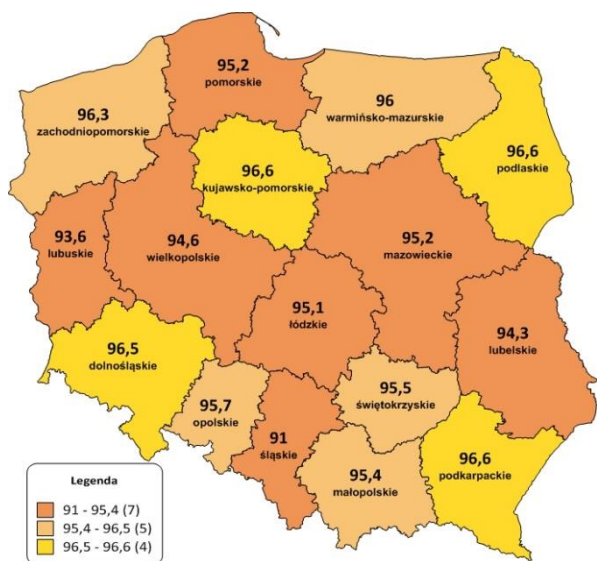 95,2
pomorskie
96,3
zachodniopomorskie
96
warmińsko-mazurskie
96,6
podlaskie
96,6
kujawsko-pomorskie
93,6
lubuskie
94,6
wielkopolskie
95,2
mazowieckie
95,1
łódzkie
94,3
lubelskie
96,5
dolnośląskie
95,7
opolskie
91
śląskie
95,5
świętokrzyskie
95,4
małopolskie
96,6
podkarpackie
Legenda
91 - 95,4 (7)
95,4 - 96,5 (5)
96,5 - 96,6 (4)